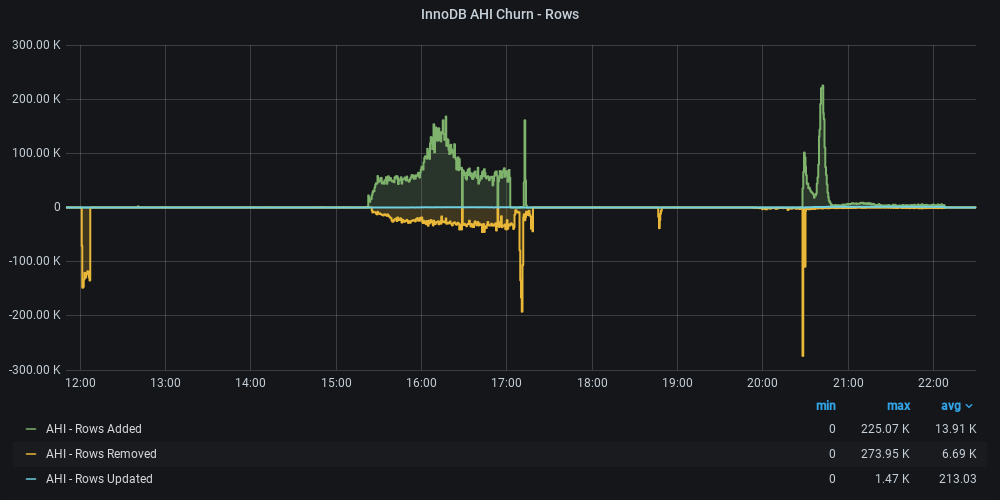 InnoDB AHI Churn - Rows
300.00 K
200.00 K
100.00 K
0
-100.00 K
-200.00 K
-300.00 K
12:00 13:00 14:00 15:00 16:00 17:00 18:00 19:00 20:00 21:00 22:00
min max avg
AHI - Rows Added 0 225.07 K 13.91 K
AHI - Rows Removed 0 273.95 K 6.69 K
AHI - Rows Updated 0 1.47 K 213.03